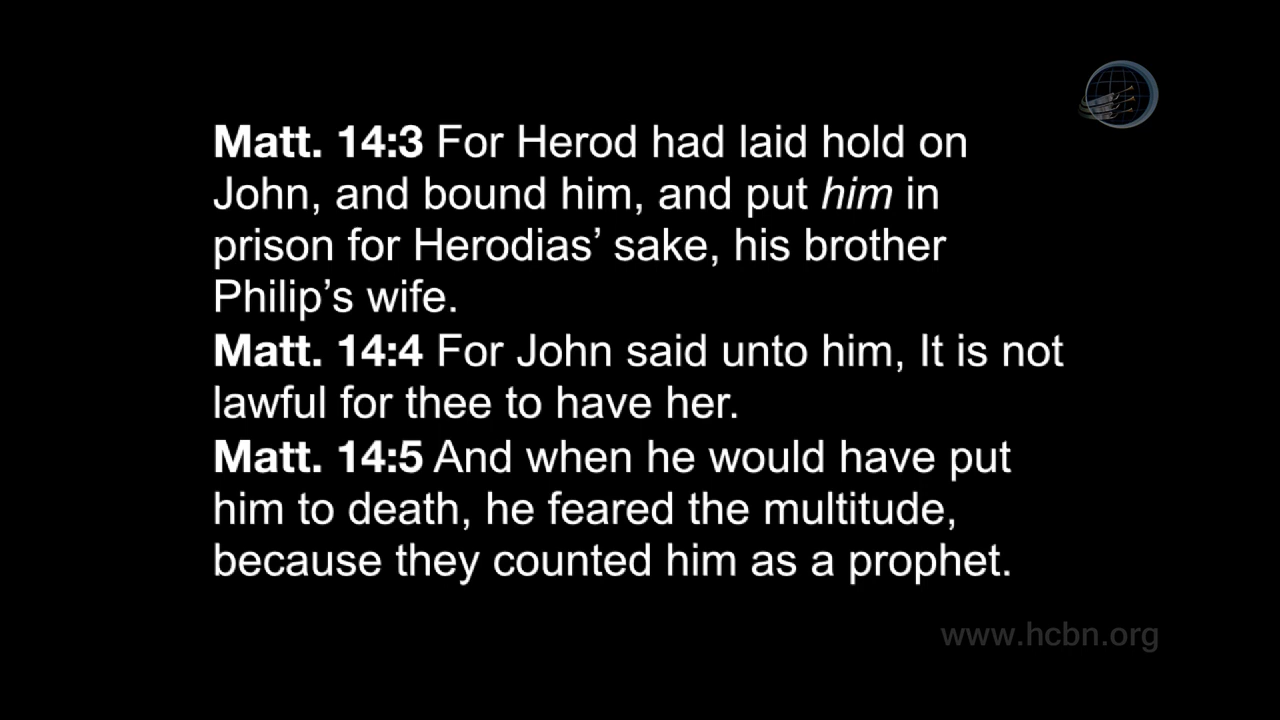 Matt. 14:3 For Herod had laid hold on
John, and bound him, and put him in
prison for Herodias’ sake, his brother
Philip’s wife.
Matt. 14:4 For John said unto him, It is not
lawful for thee to have her.
Matt. 14:5 And when he would have put
him to death, he feared the multitude,
because they counted him as a prophet.
www.hcbn.org